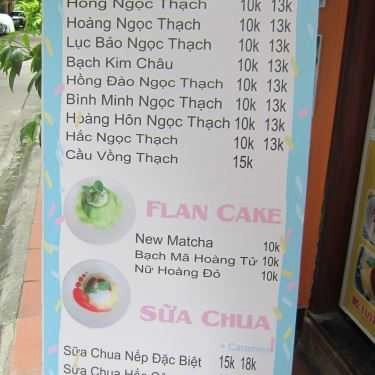 Hồng Ngọc Thạch 10k 13k
Hoàng Ngọc Thạch 10k 13k
Lục Bảo Ngọc Thạch 10k 13k
Bạch Kim Châu 10k 13k
Hồng Đào Ngọc Thạch 10k 13k
Bình Minh Ngọc Thạch 10k 13k
Hoàng Hôn Ngọc Thạch 10k 13k
Hắc Ngọc Thạch 10k 13k
Cầu Vồng Thạch 15k
FLAN CAKE
New Matcha 10k
Bạch Mã Hoàng Tử 10k
Nữ Hoàng Đỏ 10k
SỮA CHUA
+ Caramen
Sữa Chua Nếp Đặc Biệt 15k 18k
Sữa Chua